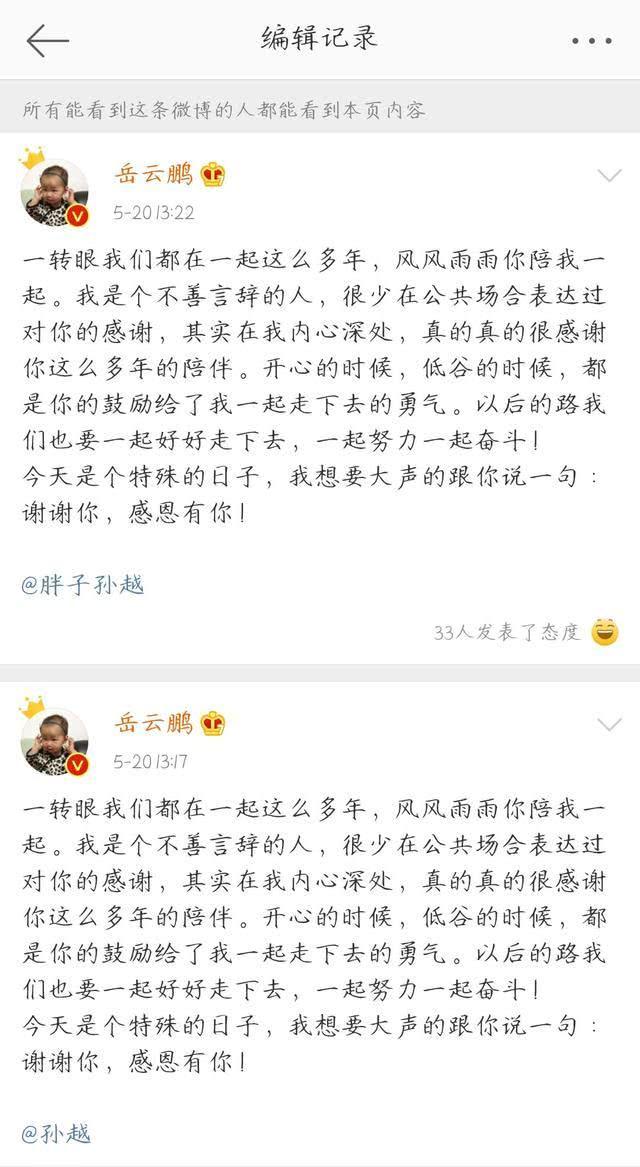 编辑记录
所有能看到这条微博的人都能看到本页内容
岳云鹏
5-20 13:22
一转眼我们都在一起这么多年，风风雨雨你陪我一
起。我是个不善言辞的人，很少在公共场合表达过
对你的感谢，其实在我内心深处，真的真的很感谢
你这么多年的陪伴。开心的时候，低谷的时候，都
是你的鼓励给了我一起走下去的勇气。以后的路我
们也要一起好好走下去，一起努力一起奋斗！
今天是个特殊的日子，我想要大声的跟你说一句：
谢谢你，感恩有你！
@胖子孙越
33人发表了态度
岳云鹏
5-20 13:17
一转眼我们都在一起这么多年，风风雨雨你陪我一
起。我是个不善言辞的人，很少在公共场合表达过
对你的感谢，其实在我内心深处，真的真的很感谢
你这么多年的陪伴。开心的时候，低谷的时候，都
是你的鼓励给了我一起走下去的勇气。以后的路我
们也要一起好好走下去，一起努力一起奋斗！
今天是个特殊的日子，我想要大声的跟你说一句：
谢谢你，感恩有你！
@孙越